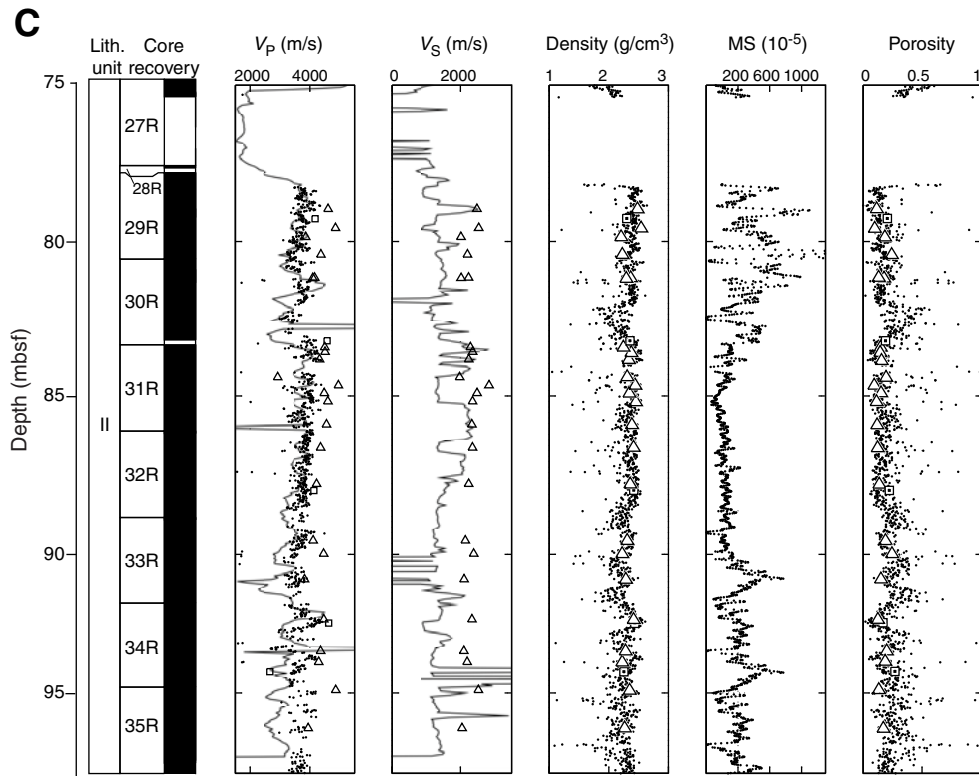 C
Lith. unit
Core recovery
VP (m/s)
VS (m/s)
Density (g/cm3)
MS (10-5)
Porosity
2000 4000
0 2000
1 2 3
200 600 1000
0 0.5 1
Depth (mbsf)
75
80
85
90
95
II
27R
28R
29R
30R
31R
32R
33R
34R
35R